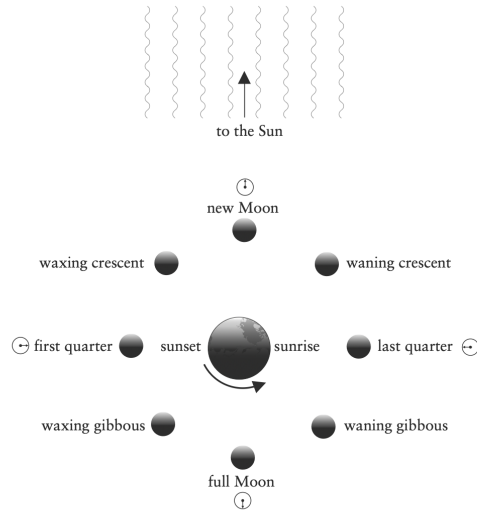 to the Sun
new Moon
waxing crescent
waning crescent
first quarter
sunset
sunrise
last quarter
waxing gibbous
waning gibbous
full Moon